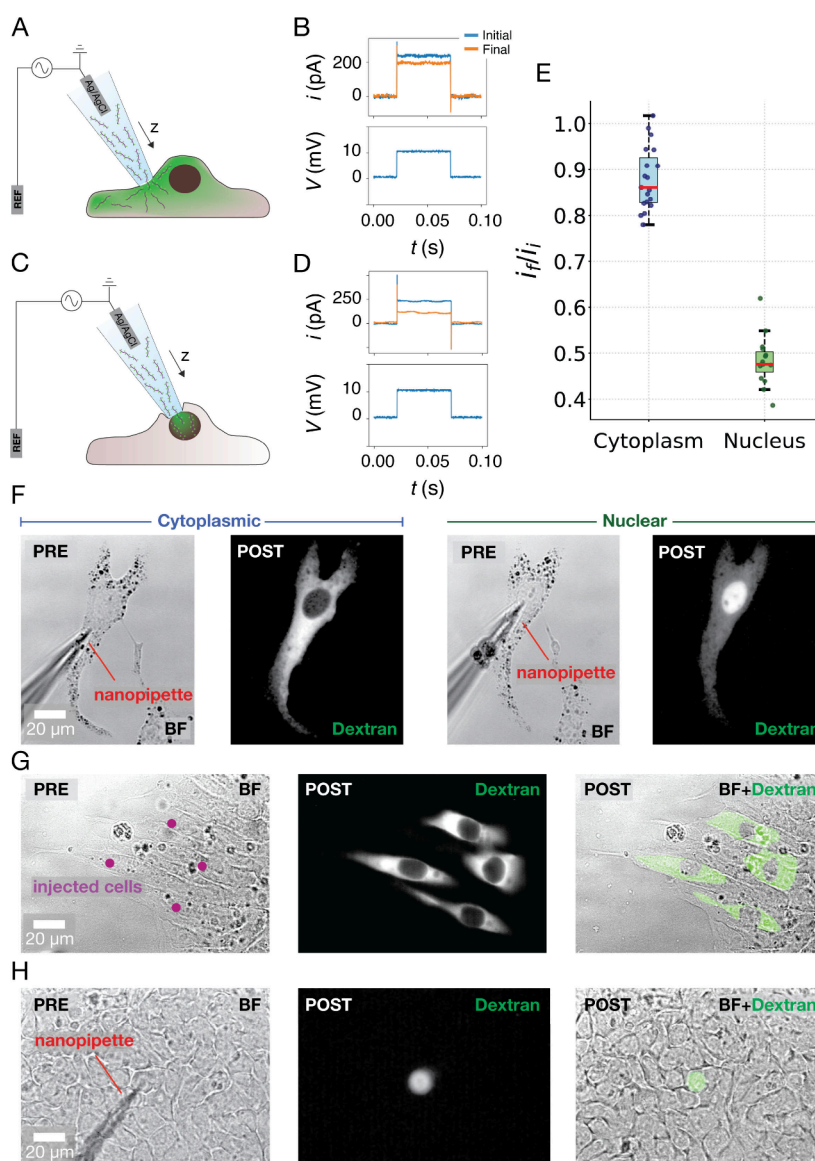 A
Ag/AgCl
z
REF
B
Initial
Final
i (pA)
200
0
V (mV)
10
0
0.00
0.05
0.10
t (s)
C
Ag/AgCl
z
REF
D
i (pA)
250
0
V (mV)
10
0
0.00
0.05
0.10
t (s)
E
i_f/i_i
1.0
0.9
0.8
0.7
0.6
0.5
0.4
Cytoplasm
Nucleus
F
Cytoplasmic
Nuclear
PRE
nanopipette
20 µm
BF
POST
Dextran
PRE
nanopipette
BF
POST
Dextran
G
PRE
BF
injected cells
20 µm
POST
Dextran
POST
BF+Dextran
H
PRE
BF
nanopipette
20 µm
POST
Dextran
POST
BF+Dextran